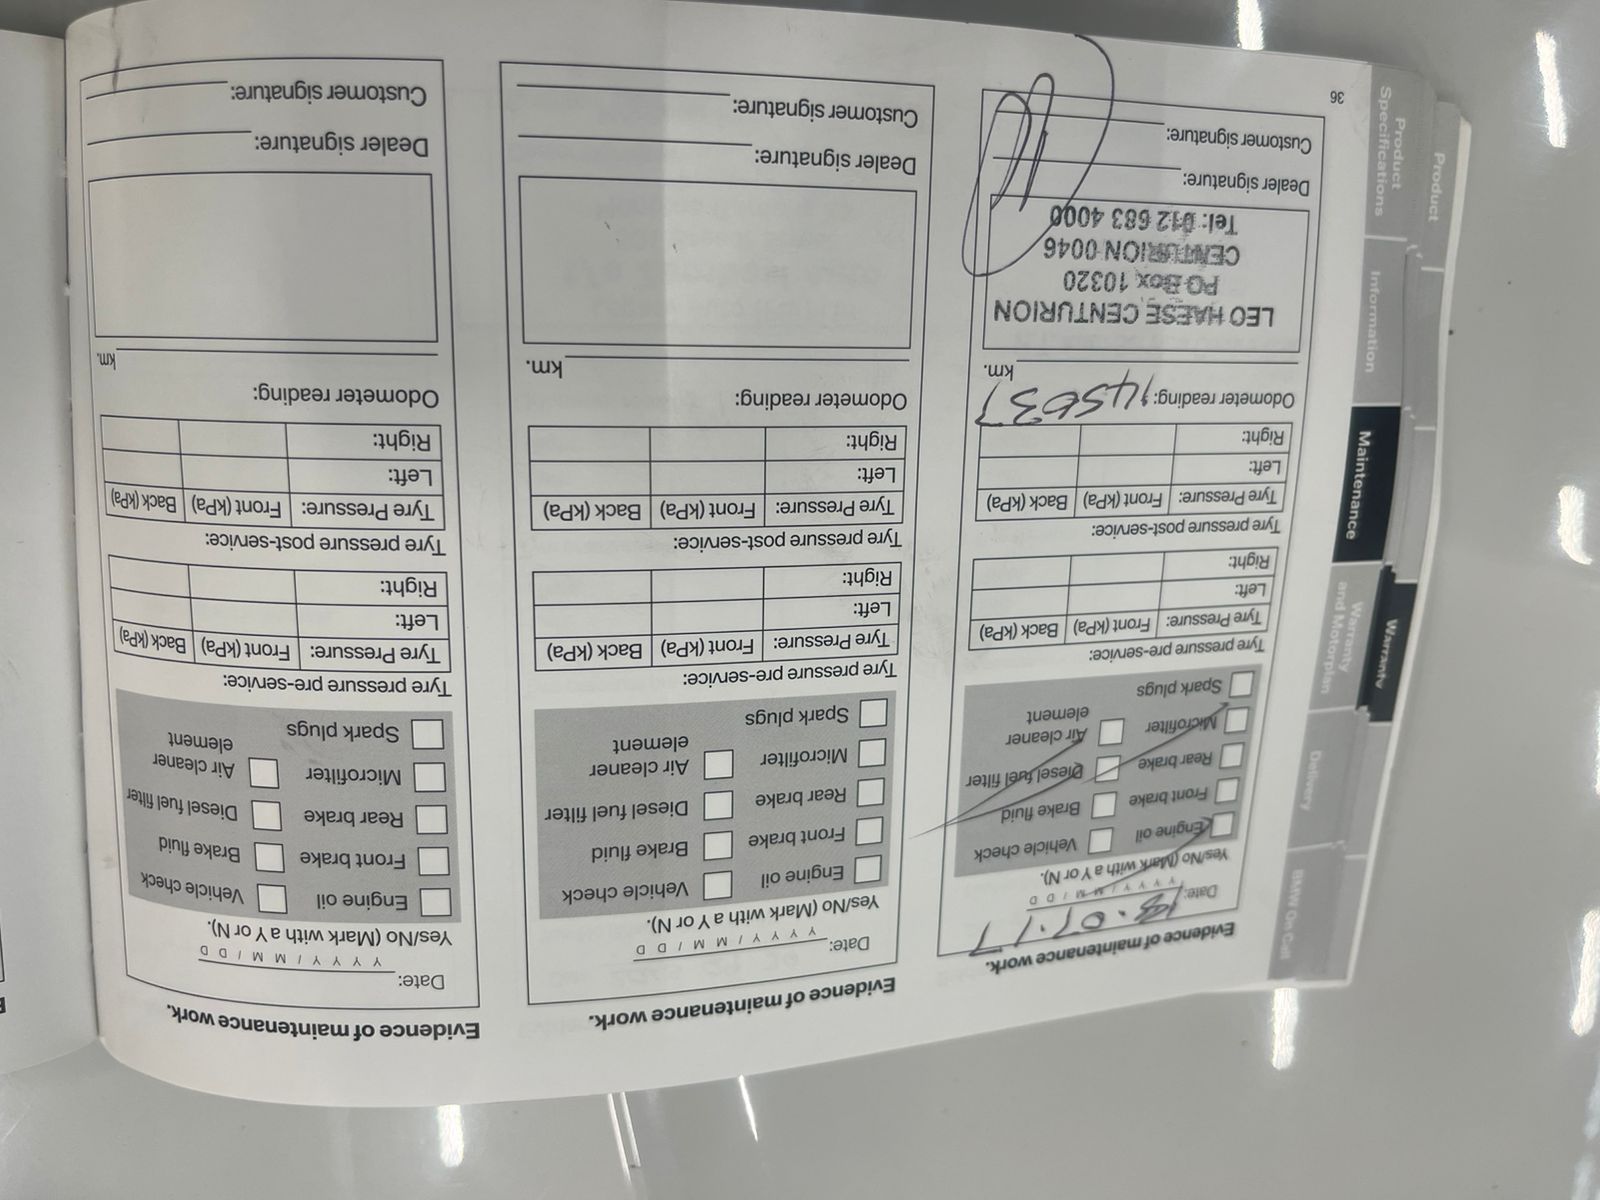 Evidence of maintenance work.
Date: 18.07.17
Y Y Y Y / M M / D D
Yes/No (Mark with a Y or N).
Engine oil
Vehicle check
Front brake
Brake fluid
Rear brake
Diesel fuel filter
Microfilter
Air cleaner
element
Spark plugs
Tyre pressure pre-service:
Tyre Pressure: Front (kPa) Back (kPa)
Left:
Right:
Tyre pressure post-service:
Tyre Pressure: Front (kPa) Back (kPa)
Left:
Right:
Odometer reading: 145037
km.
LEO HAESE CENTURION
PO Box 10320
CENTURION 0046
Tel: 012 683 4000
Dealer signature:
Customer signature:
36
Evidence of maintenance work.
Date:
Y Y Y Y / M M / D D
Yes/No (Mark with a Y or N).
Engine oil
Vehicle check
Front brake
Brake fluid
Rear brake
Diesel fuel filter
Microfilter
Air cleaner
element
Spark plugs
Tyre pressure pre-service:
Tyre Pressure: Front (kPa) Back (kPa)
Left:
Right:
Tyre pressure post-service:
Tyre Pressure: Front (kPa) Back (kPa)
Left:
Right:
Odometer reading:
km.
Dealer signature:
Customer signature:
Evidence of maintenance work.
Date:
Y Y Y Y / M M / D D
Yes/No (Mark with a Y or N).
Engine oil
Vehicle check
Front brake
Brake fluid
Rear brake
Diesel fuel filter
Microfilter
Air cleaner
element
Spark plugs
Tyre pressure pre-service:
Tyre Pressure: Front (kPa) Back (kPa)
Left:
Right:
Tyre pressure post-service:
Tyre Pressure: Front (kPa) Back (kPa)
Left:
Right:
Odometer reading:
km.
Dealer signature:
Customer signature:
BMW On Call
Delivery
Warranty
and Motorplan
Maintenance
Information
Product
Specifications
Warranty
Product